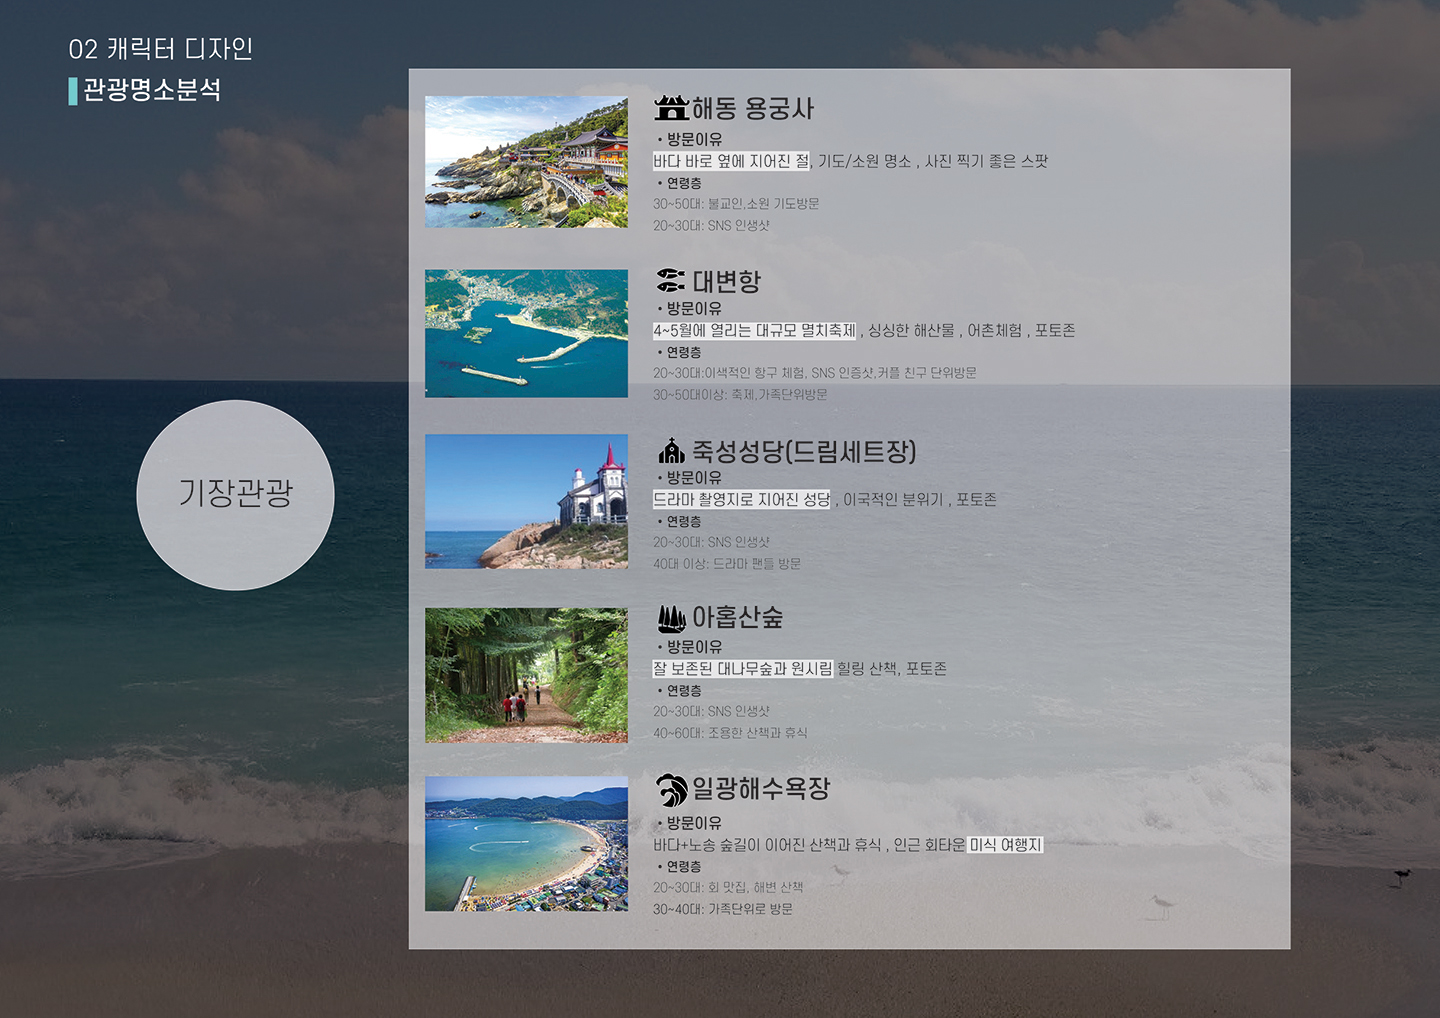 02 캐릭터 디자인
관광명소분석
기장관광
해동 용궁사
• 방문이유
바다 바로 옆에 지어진 절, 기도/소원 명소 , 사진 찍기 좋은 스팟
• 연령층
30~50대: 불교인,소원 기도방문
20~30대: SNS 인생샷
대변항
• 방문이유
4~5월에 열리는 대규모 멸치축제 , 싱싱한 해산물 , 어촌체험 , 포토존
• 연령층
20~30대:이색적인 항구 체험, SNS 인증샷,커플 친구 단위방문
30~50대이상: 축제,가족단위방문
죽성성당(드림세트장)
• 방문이유
드라마 촬영지로 지어진 성당 , 이국적인 분위기 , 포토존
• 연령층
20~30대: SNS 인생샷
40대 이상: 드라마 팬들 방문
아홉산숲
• 방문이유
잘 보존된 대나무숲과 원시림 힐링 산책, 포토존
• 연령층
20~30대: SNS 인생샷
40~60대: 조용한 산책과 휴식
일광해수욕장
• 방문이유
바다+노송 숲길이 이어진 산책과 휴식 , 인근 회타운 미식 여행지
• 연령층
20~30대: 회 맛집, 해변 산책
30~40대: 가족단위로 방문